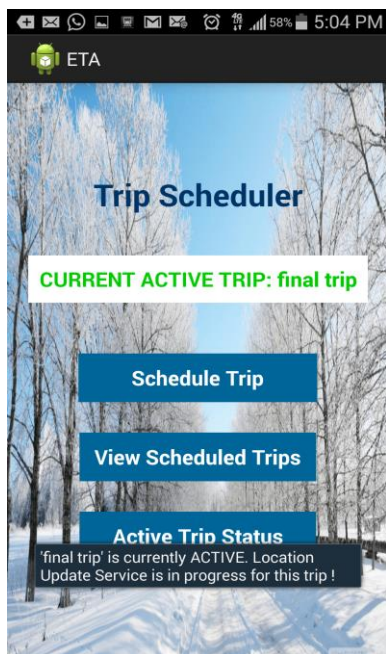 4G 58% 5:04 PM
ETA
Trip Scheduler
CURRENT ACTIVE TRIP: final trip
Schedule Trip
View Scheduled Trips
Active Trip Status
'final trip' is currently ACTIVE. Location
Update Service is in progress for this trip !